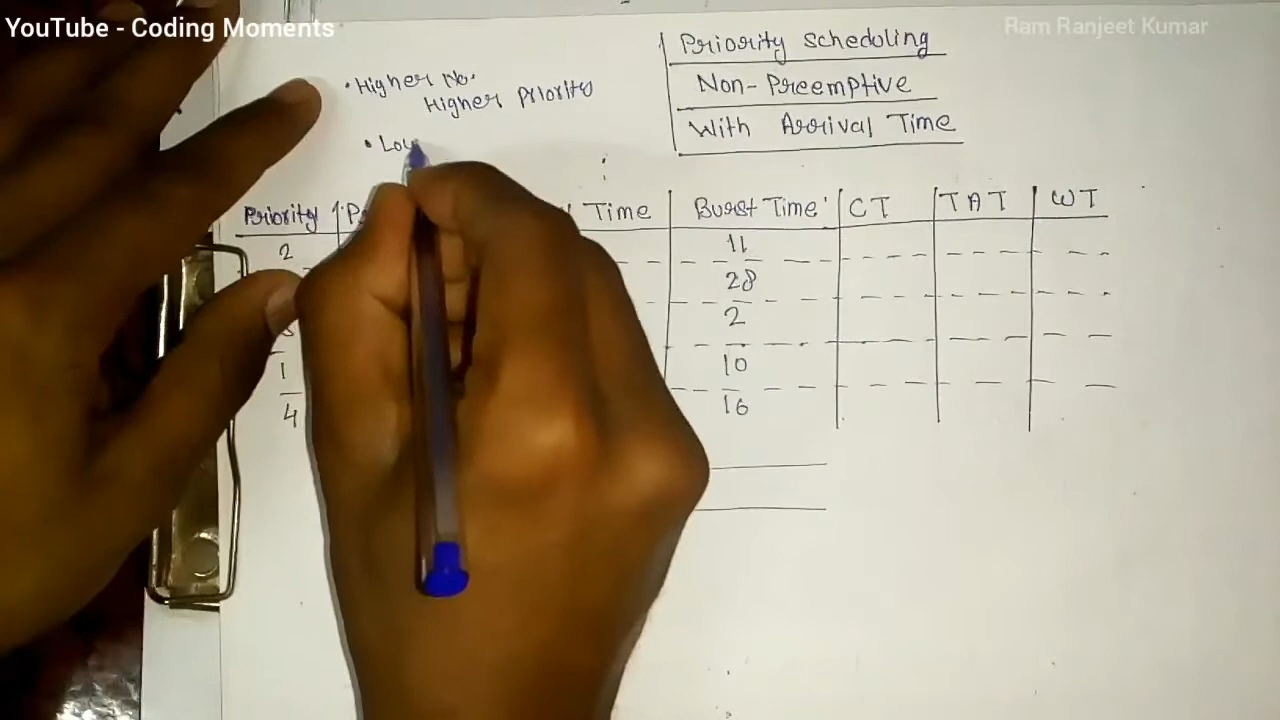 YouTube - Coding Moments
Ram Ranjeet Kumar
Priority Scheduling
Non-Preemptive
With Arrival Time
• Higher No.
Higher Priority
• Low
Priority Time Burst Time CT TAT WT
2 11
28
2
1 10
4 16